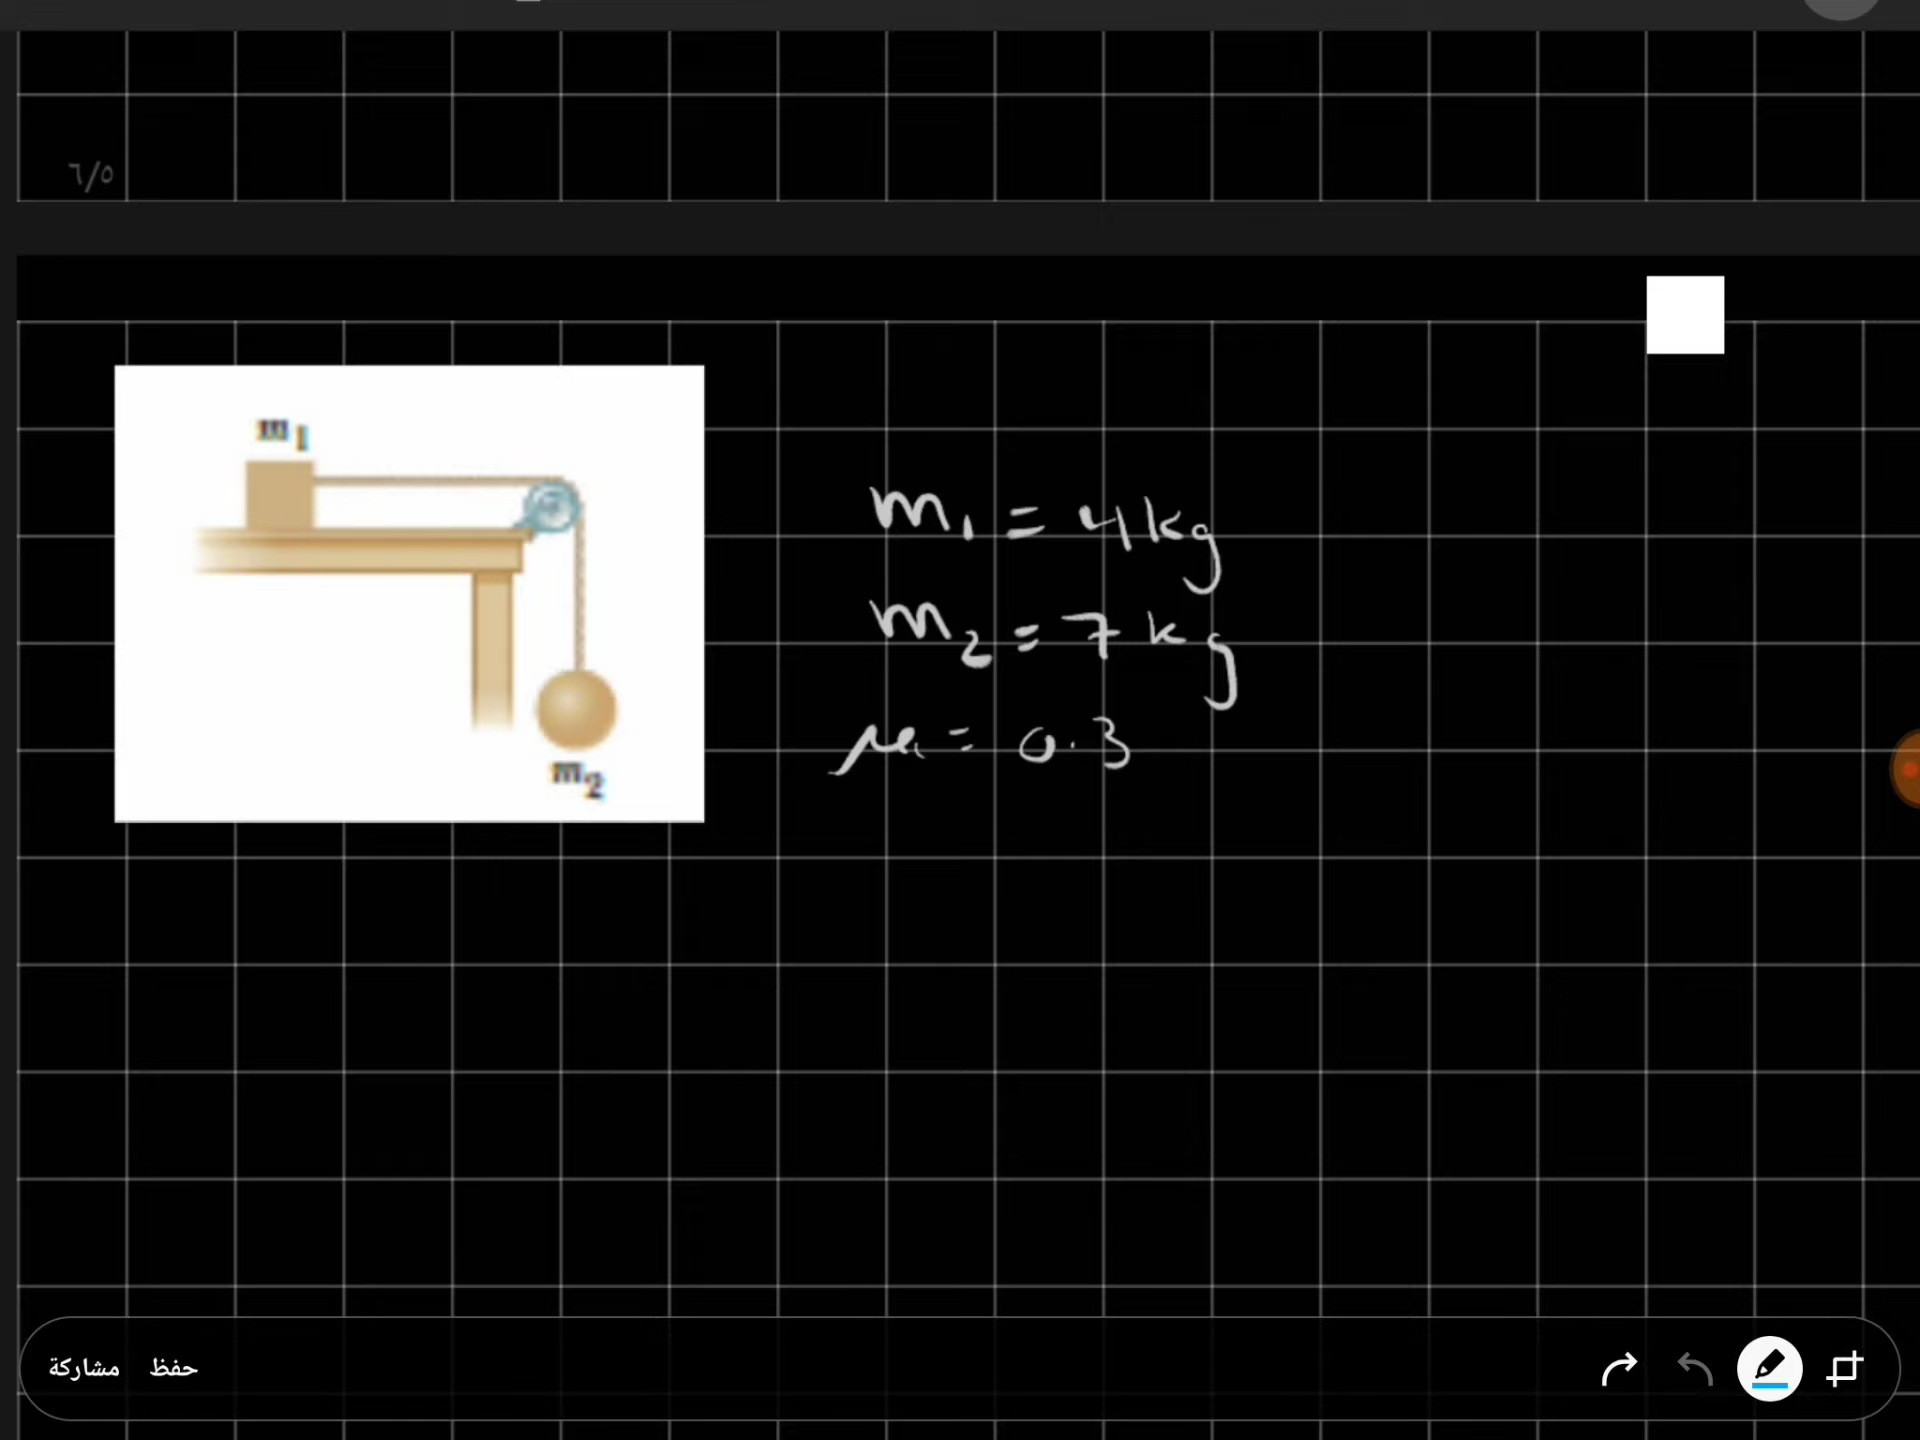 ٦/٥
m1
m2
m1 = 4kg
m2 = 7kg
μ = 0.3
حفظ مشاركة